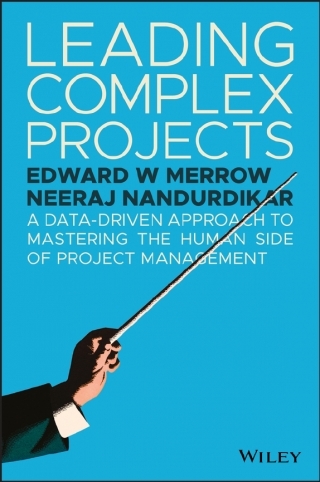 LEADING
COMPLEX
PROJECTS
EDWARD W MERROW
NEERAJ NANDURDIKAR
A DATA-DRIVEN APPROACH TO
MASTERING THE HUMAN SIDE
OF PROJECT MANAGEMENT
WILEY